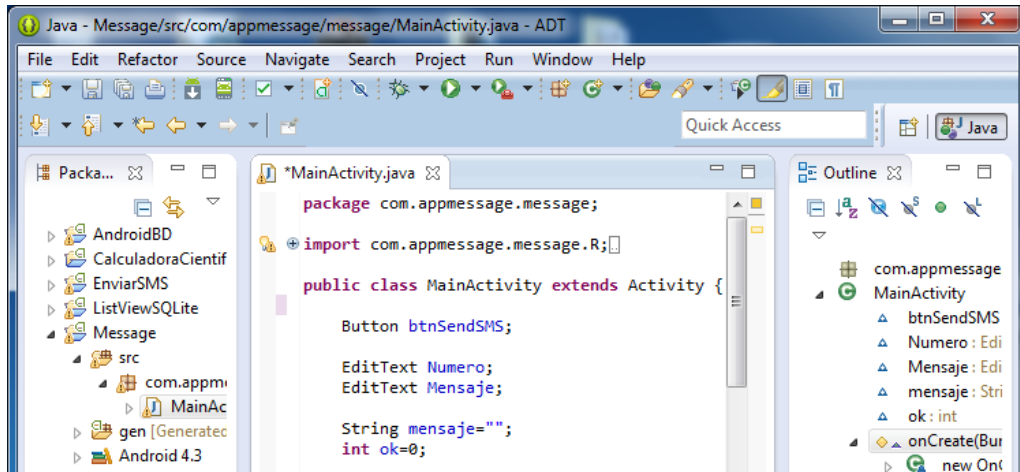 Java - Message/src/com/appmessage/message/MainActivity.java - ADT
File Edit Refactor Source Navigate Search Project Run Window Help
Quick Access
Java
Packa...
AndroidBD
CalculadoraCientif
EnviarSMS
ListViewSQLite
Message
src
com.appm
MainAc
gen [Generated
Android 4.3
*MainActivity.java
package com.appmessage.message;
import com.appmessage.message.R;
public class MainActivity extends Activity {
Button btnSendSMS;
EditText Numero;
EditText Mensaje;
String mensaje="";
int ok=0;
Outline
com.appmessage
MainActivity
btnSendSMS
Numero : Edi
Mensaje : Edi
mensaje : Stri
ok : int
onCreate(Bun
new On